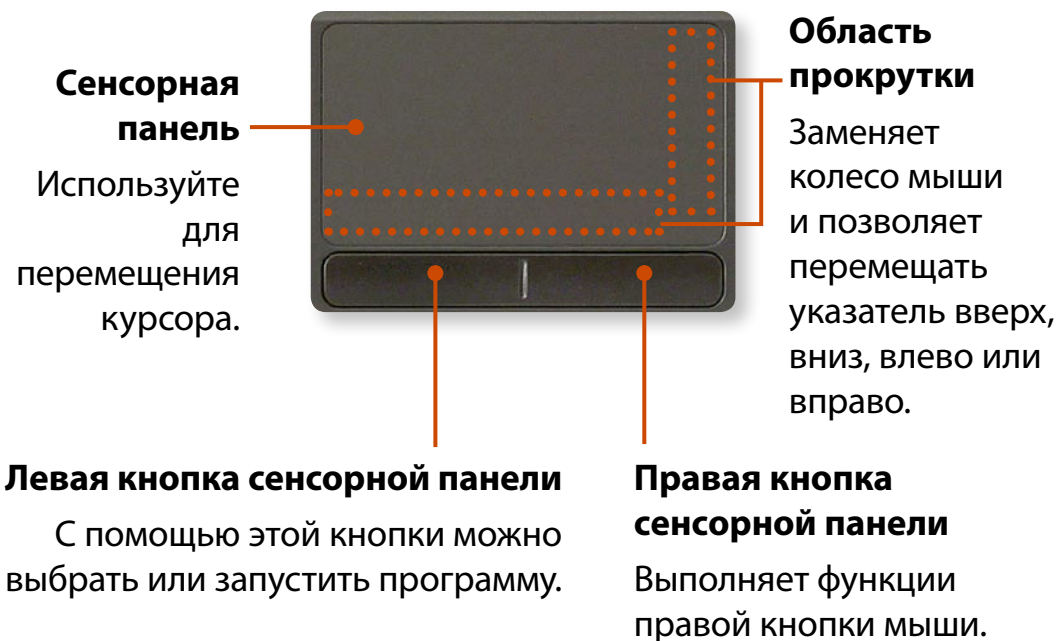 Сенсорная
панель
Используйте
для
перемещения
курсора.
Область
прокрутки
Заменяет
колесо мыши
и позволяет
перемещать
указатель вверх,
вниз, влево или
вправо.
Левая кнопка сенсорной панели
С помощью этой кнопки можно
выбрать или запустить программу.
Правая кнопка
сенсорной панели
Выполняет функции
правой кнопки мыши.